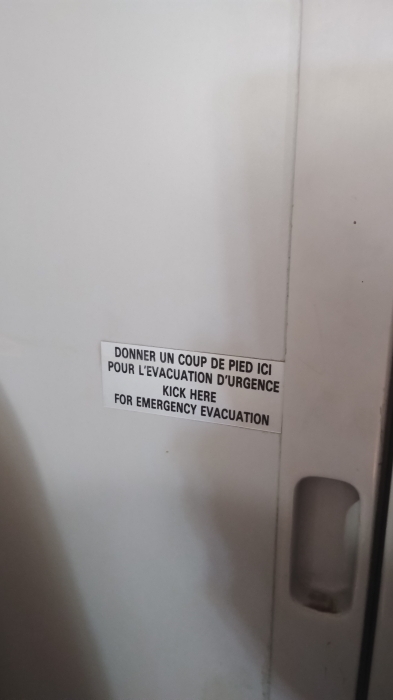 DONNER UN COUP DE PIED ICI
POUR L'EVACUATION D'URGENCE
KICK HERE
FOR EMERGENCY EVACUATION